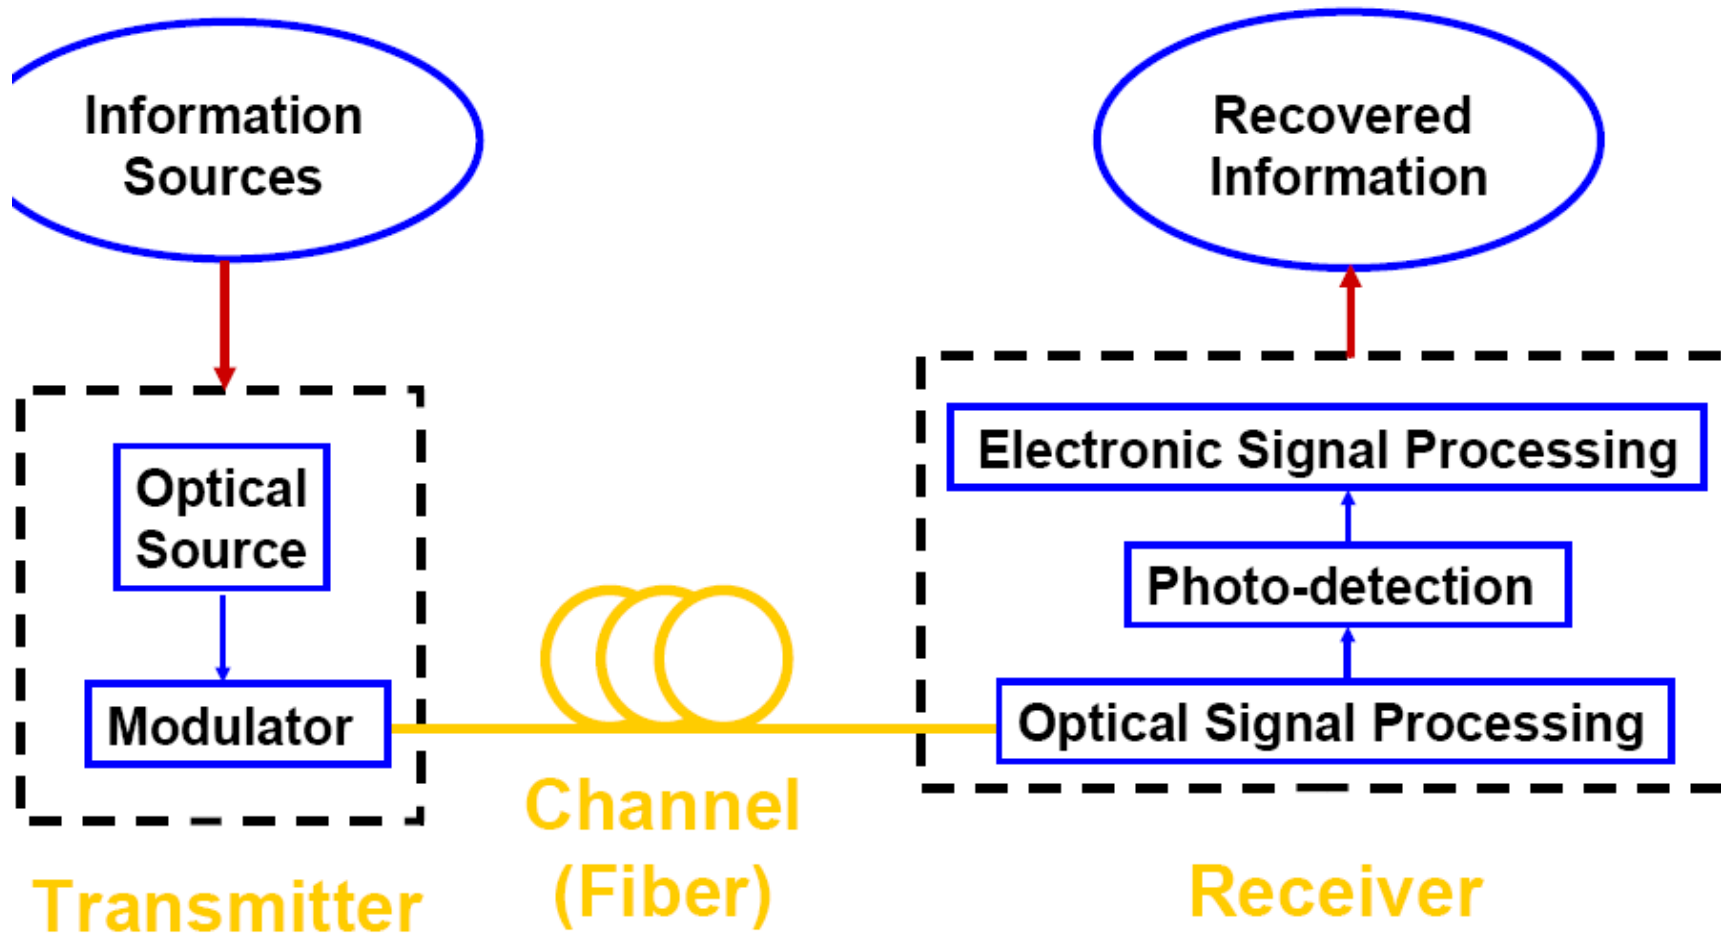 Information
Sources
Optical
Source
Modulator
Transmitter
Channel
(Fiber)
Recovered
Information
Electronic Signal Processing
Photo-detection
Optical Signal Processing
Receiver